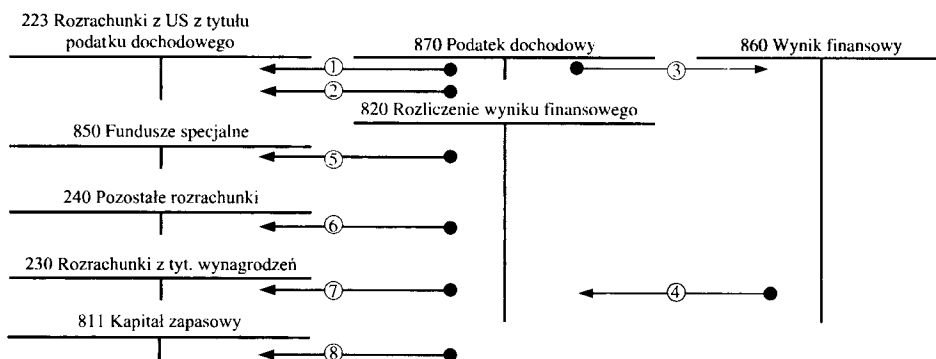 223 Rozrachunki z US z tytułu
podatku dochodowego
870 Podatek dochodowy
860 Wynik finansowy
1
3
2
820 Rozliczenie wyniku finansowego
850 Fundusze specjalne
5
240 Pozostałe rozrachunki
6
230 Rozrachunki z tyt. wynagrodzeń
7
4
811 Kapitał zapasowy
8